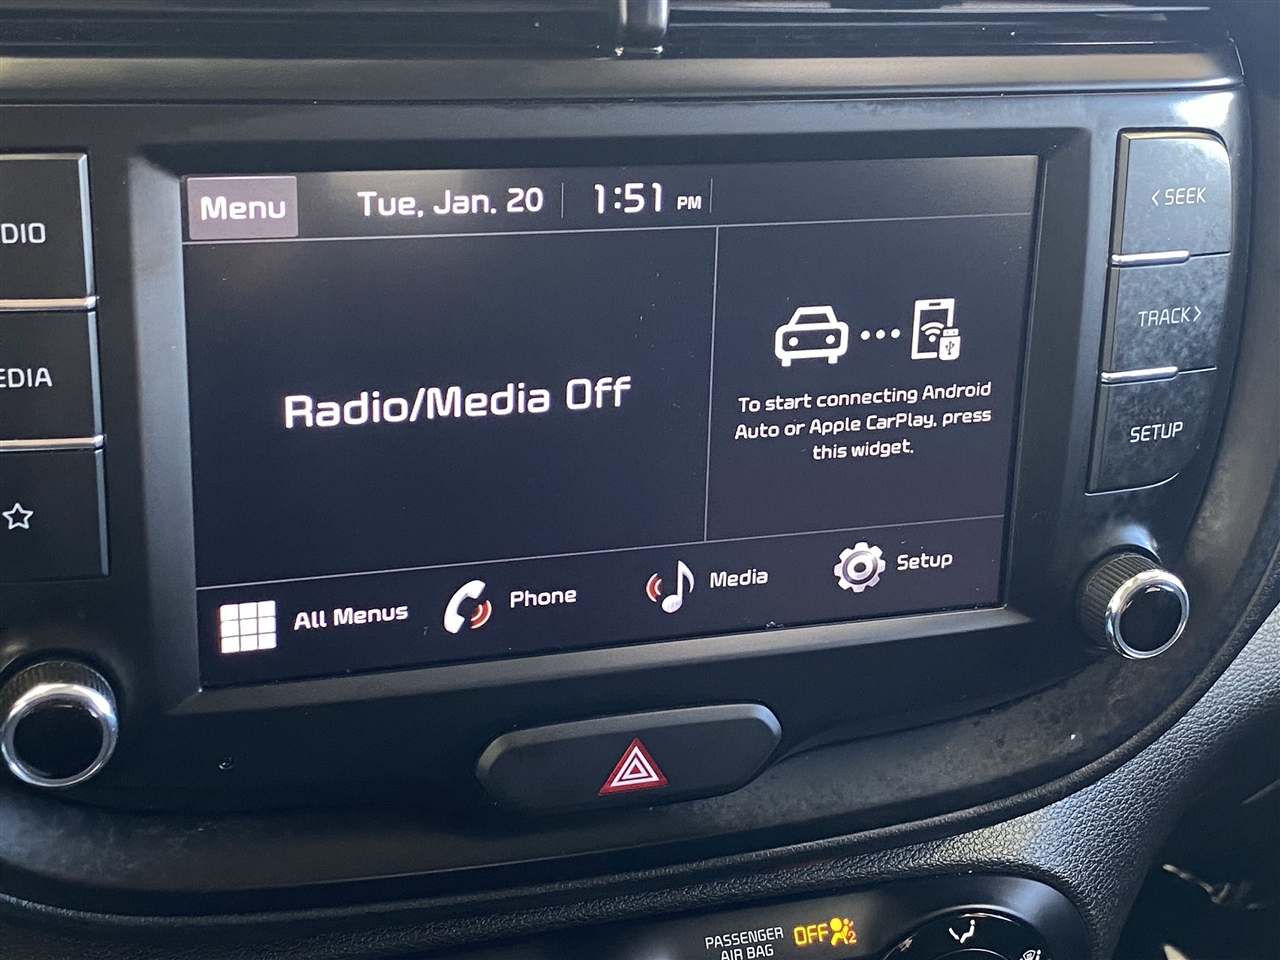 Menu Tue, Jan. 20 1:51 PM
Radio/Media Off
To start connecting Android
Auto or Apple CarPlay, press
this widget.
All Menus Phone Media Setup
DIO
EDIA
< SEEK
TRACK >
SETUP
PASSENGER
AIR BAG
OFF
2